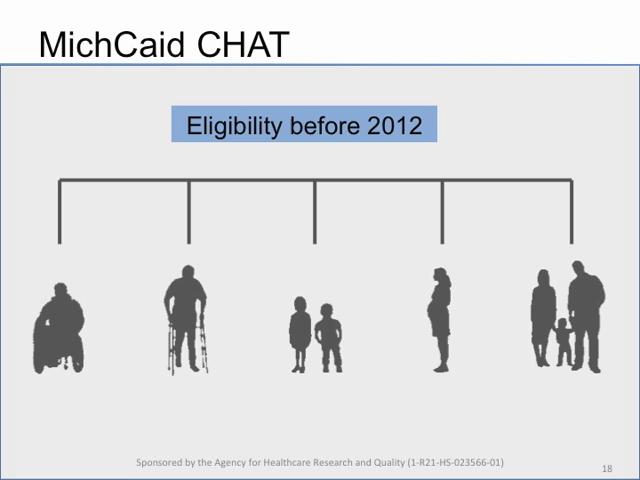 MichCaid CHAT
Eligibility before 2012
Sponsored by the Agency for Healthcare Research and Quality (1-R21-HS-023566-01)
18